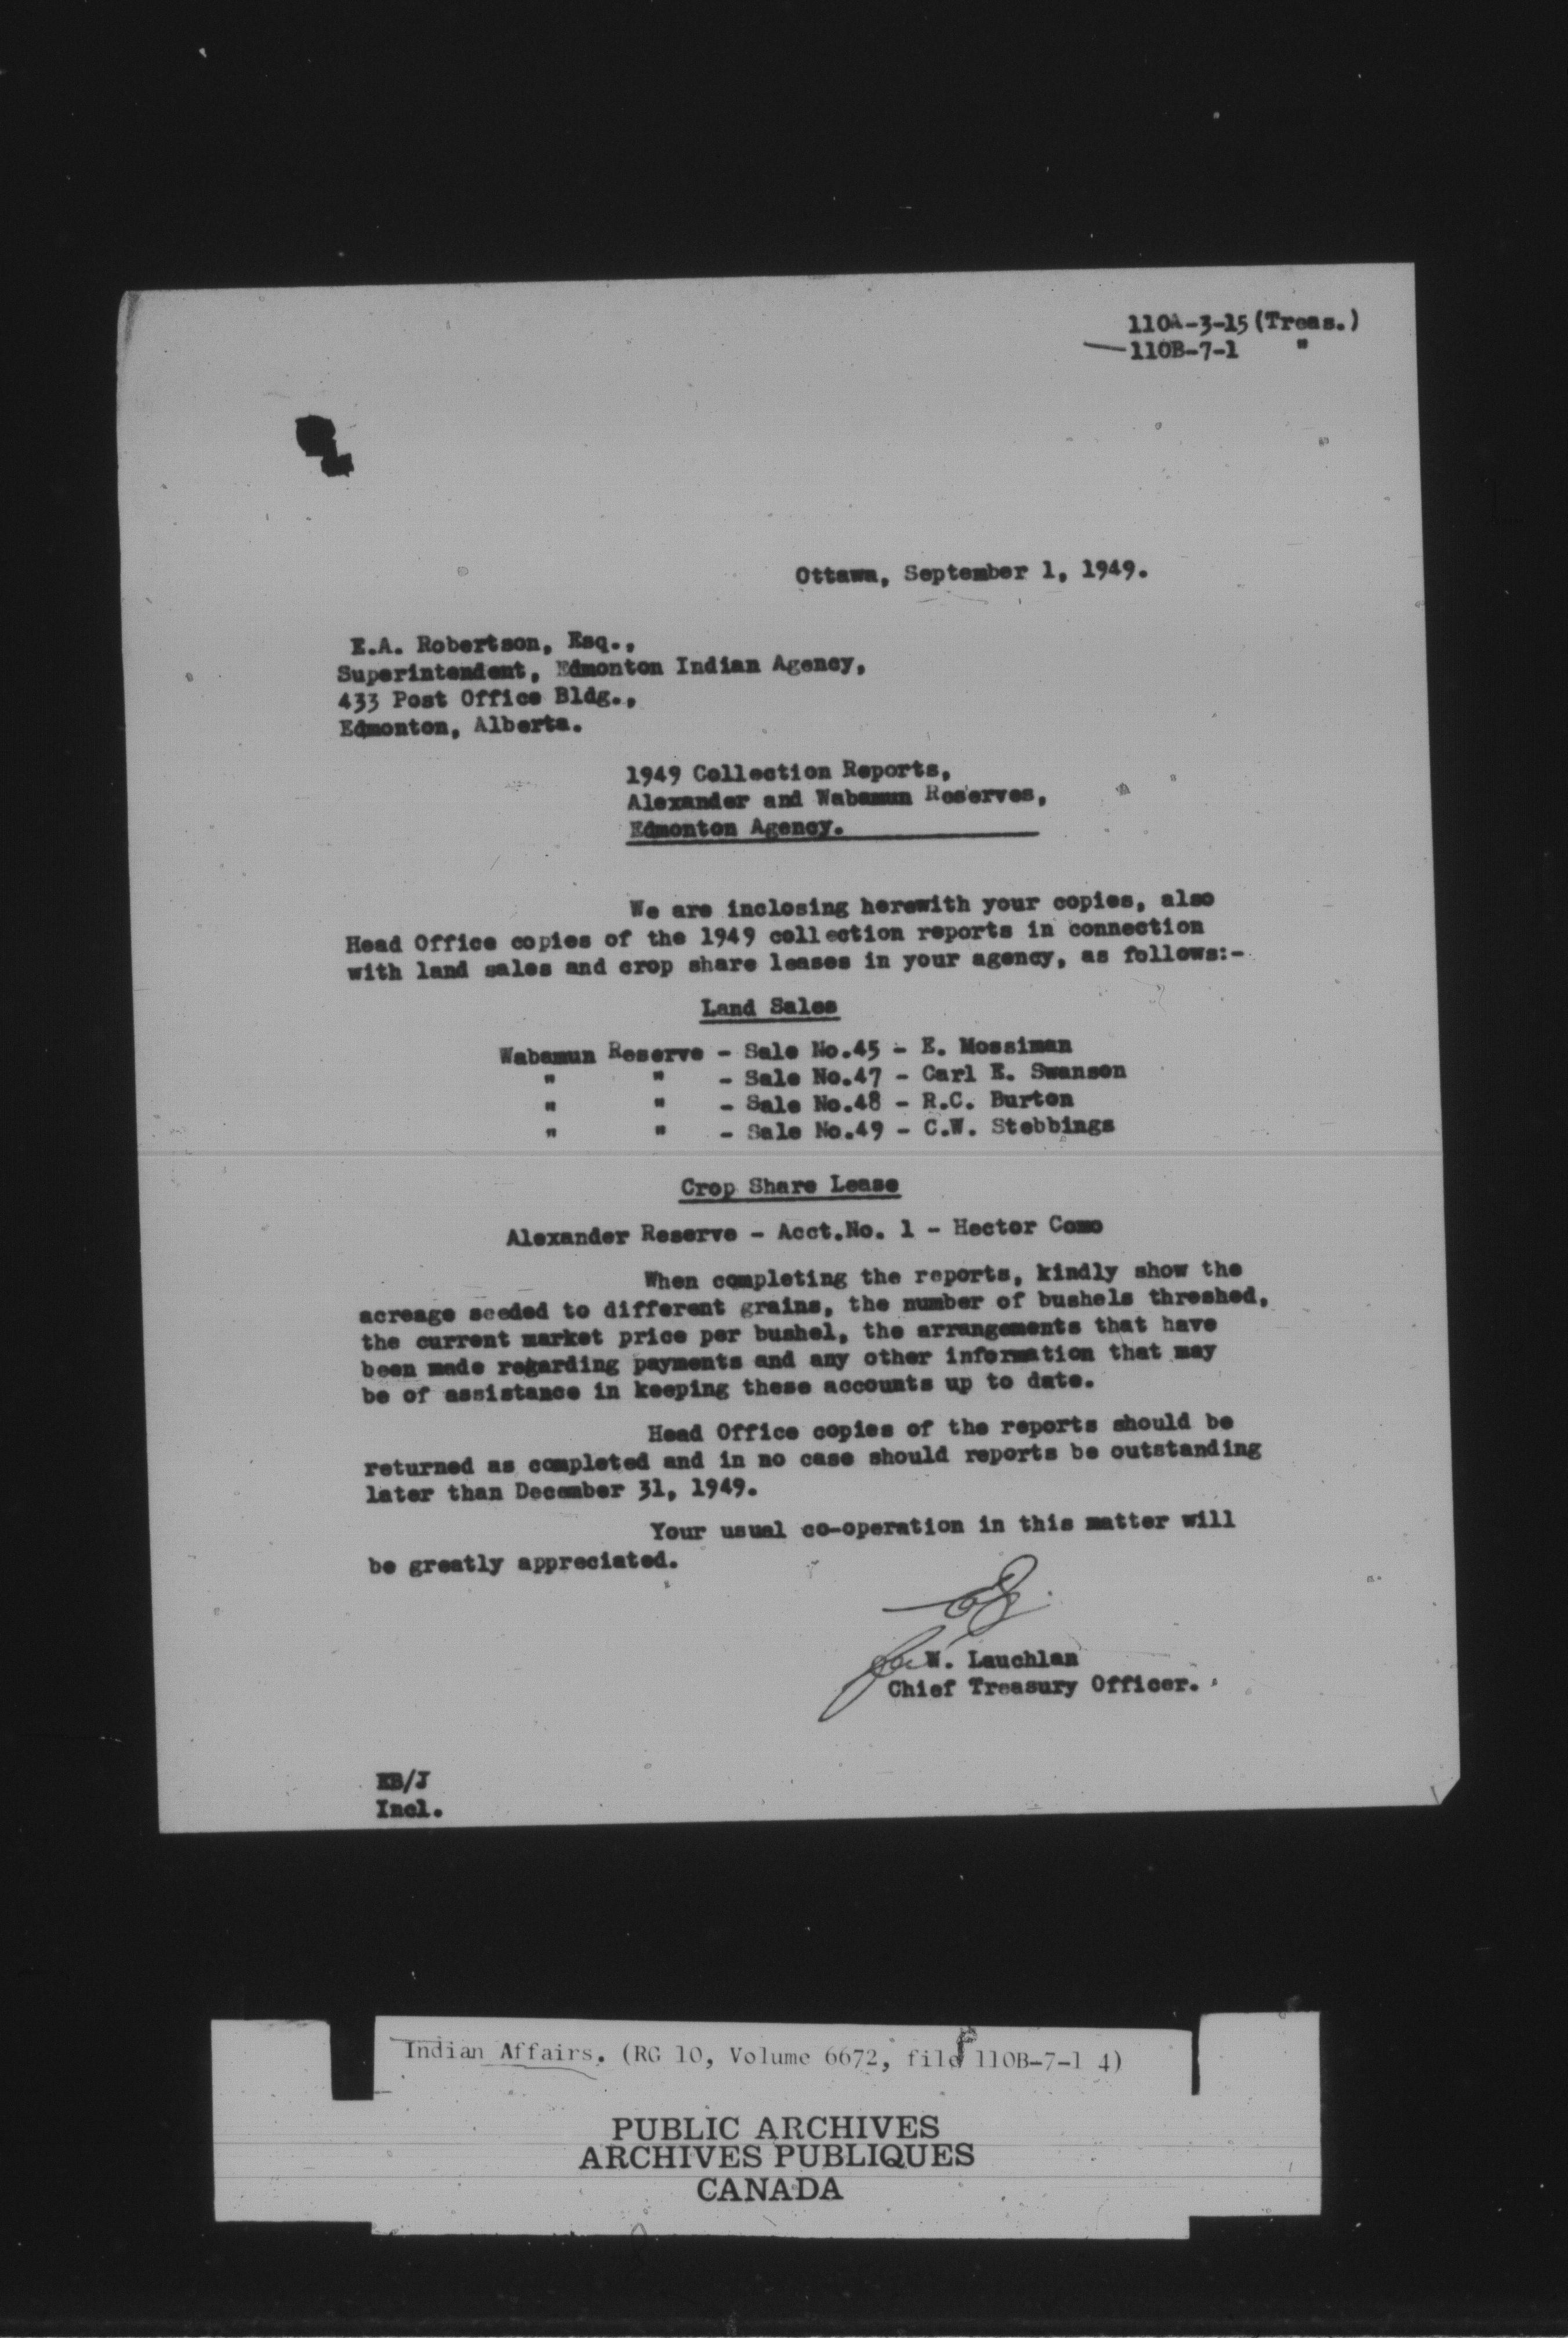 110A-3-15 (Treas.)
110B-7-1 "
Ottawa, September 1, 1949.
E.A. Robertson, Esq.,
Superintendent, Edmonton Indian Agency,
433 Post Office Bldg.,
Edmonton, Alberta.
1949 Collection Reports,
Alexander and Wabamun Reserves,
Edmonton Agency.
We are inclosing herewith your copies, also
Head Office copies of the 1949 collection reports in connection
with land sales and crop share leases in your agency, as follows:-
Land Sales
Wabamun Reserve - Sale No.45 - E. Mossiman
" " - Sale No.47 - Carl E. Swanson
" " - Sale No.48 - R.C. Burton
" " - Sale No.49 - C.W. Stebbings
Crop Share Lease
Alexander Reserve - Acct.No. 1 - Hector Como
When completing the reports, kindly show the
acreage seeded to different grains, the number of bushels threshed,
the current market price per bushel, the arrangements that have
been made regarding payments and any other information that may
be of assistance in keeping these accounts up to date.
Head Office copies of the reports should be
returned as completed and in no case should reports be outstanding
later than December 31, 1949.
Your usual co-operation in this matter will
be greatly appreciated.
for W. Lauchlan
Chief Treasury Officer.
EB/J
Incl.
Indian Affairs. (RG 10, Volume 6672, file 110B-7-1 4)
PUBLIC ARCHIVES
ARCHIVES PUBLIQUES
CANADA